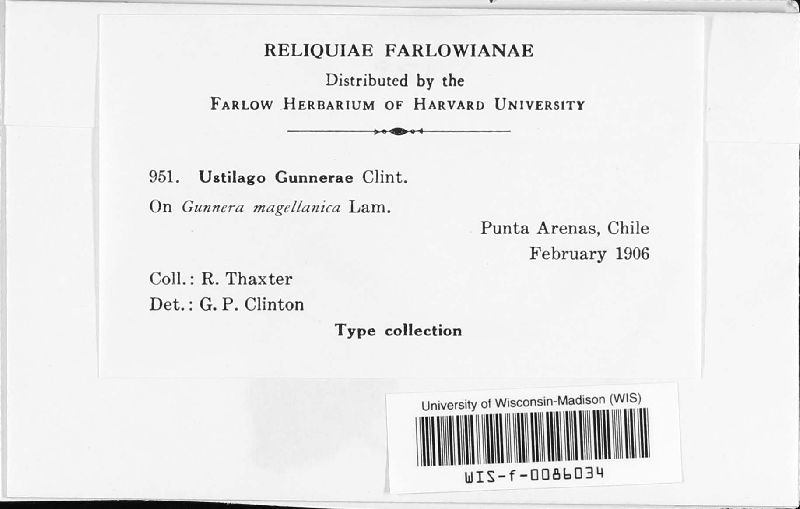 RELIQUIAE FARLOWIANAE
Distributed by the
FARLOW HERBARIUM OF HARVARD UNIVERSITY
951. Ustilago Gunnerae Clint.
On Gunnera magellanica Lam.
Punta Arenas, Chile
February 1906
Coll.: R. Thaxter
Det.: G. P. Clinton
Type collection
University of Wisconsin-Madison (WIS)
WIS-f-0086034